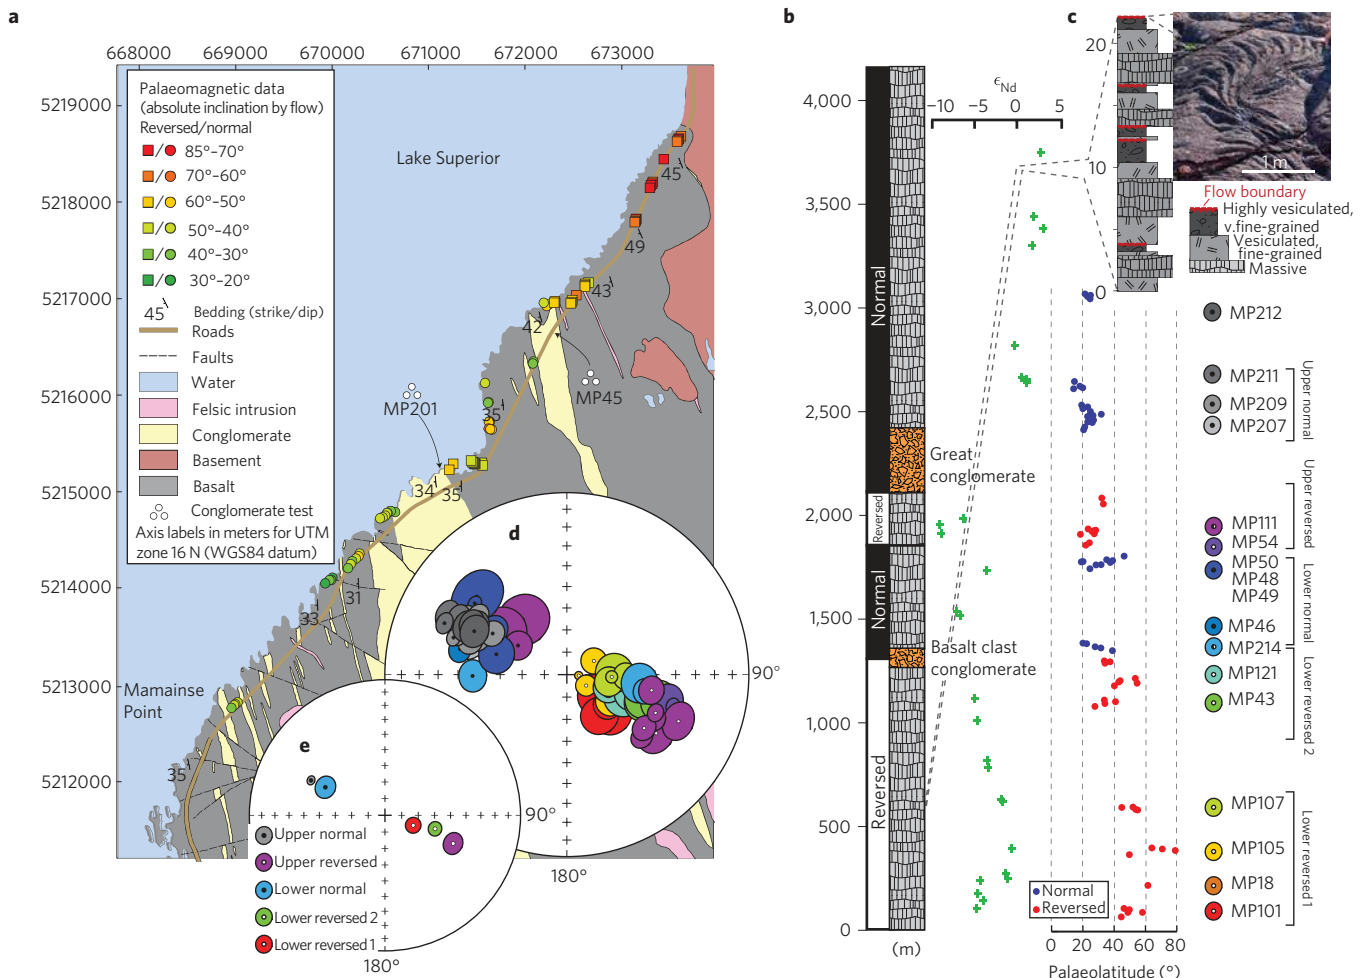 a
668000 669000 670000 671000 672000 673000
5219000
5218000
5217000
5216000
5215000
5214000
5213000
5212000
Palaeomagnetic data
(absolute inclination by flow)
Reversed/normal
/ 85°–70°
/ 70°–60°
/ 60°–50°
/ 50°–40°
/ 40°–30°
/ 30°–20°
45 Bedding (strike/dip)
Roads
Faults
Water
Felsic intrusion
Conglomerate
Basement
Basalt
Conglomerate test
Axis labels in meters for UTM
zone 16 N (WGS84 datum)
Lake Superior
45
49
43
42
MP45
MP201
35
34
35
31
33
Mamainse
Point
35
d
90°
180°
e
90°
180°
Upper normal
Upper reversed
Lower normal
Lower reversed 2
Lower reversed 1
b
4,000
3,500
3,000
2,500
2,000
1,500
1,000
500
0
(m)
Normal
Reversed
Normal
Reversed
Great
conglomerate
Basalt clast
conglomerate
εNd
−10 −5 0 5
c
20
10
0
1 m
Flow boundary
Highly vesiculated,
v.fine-grained
Vesiculated,
fine-grained
Massive
Normal
Reversed
0 20 40 60 80
Palaeolatitude (°)
MP212
MP211
MP209
MP207
Upper normal
MP111
MP54
Upper reversed
MP50
MP48
MP49
MP46
MP214
Lower normal
MP121
MP43
Lower reversed 2
MP107
MP105
MP18
MP101
Lower reversed 1